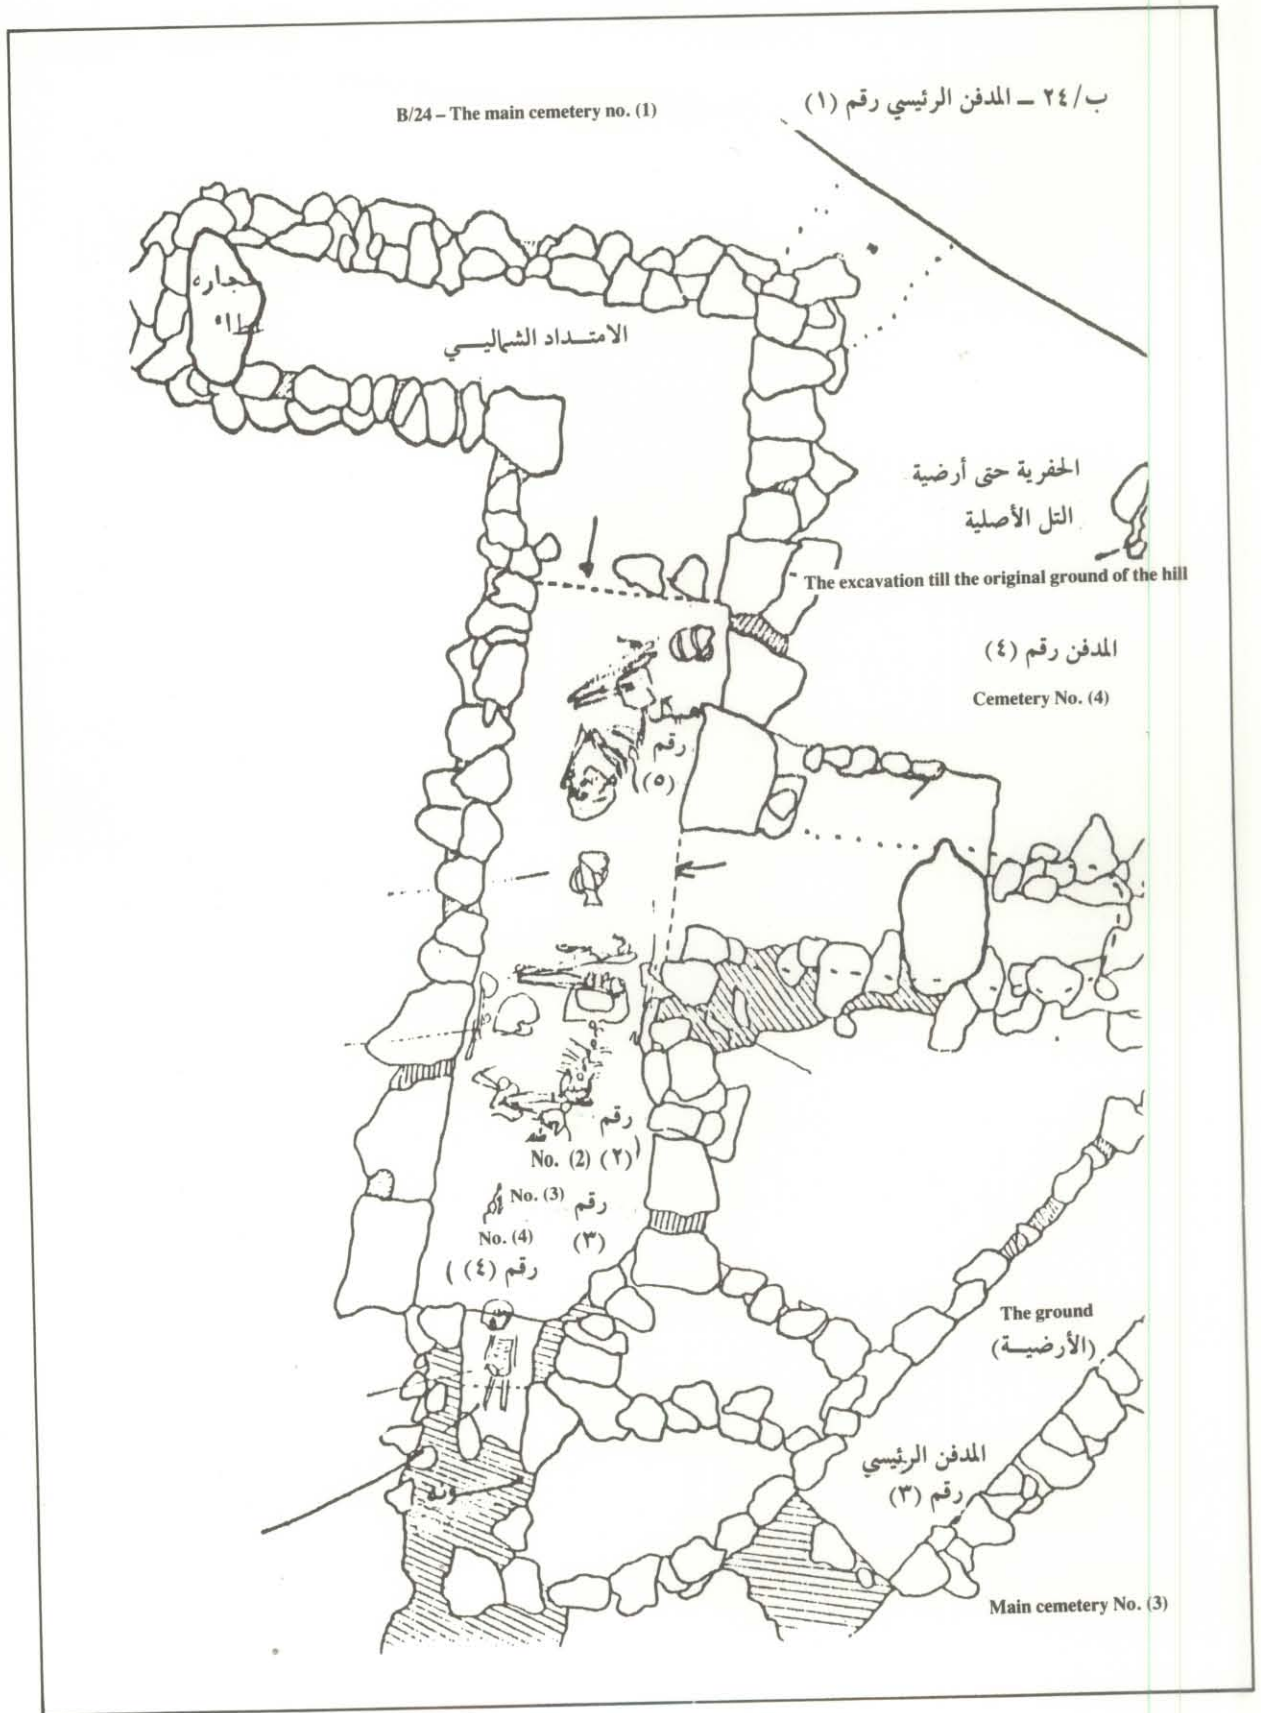 B/24 – The main cemetery no. (1)
ب/٢٤ – المدفن الرئيسي رقم (١)
الامتداد الشمالي
الحفرية حتى أرضية
التل الأصلية
The excavation till the original ground of the hill
المدفن رقم (٤)
Cemetery No. (4)
هيكل
رقم
(٥)
رقم
No. (2) (٢)
No. (3) رقم
(٣)
No. (4)
رقم (٤)
The ground
(الأرضية)
المدفن الرئيسي
رقم (٣)
Main cemetery No. (3)